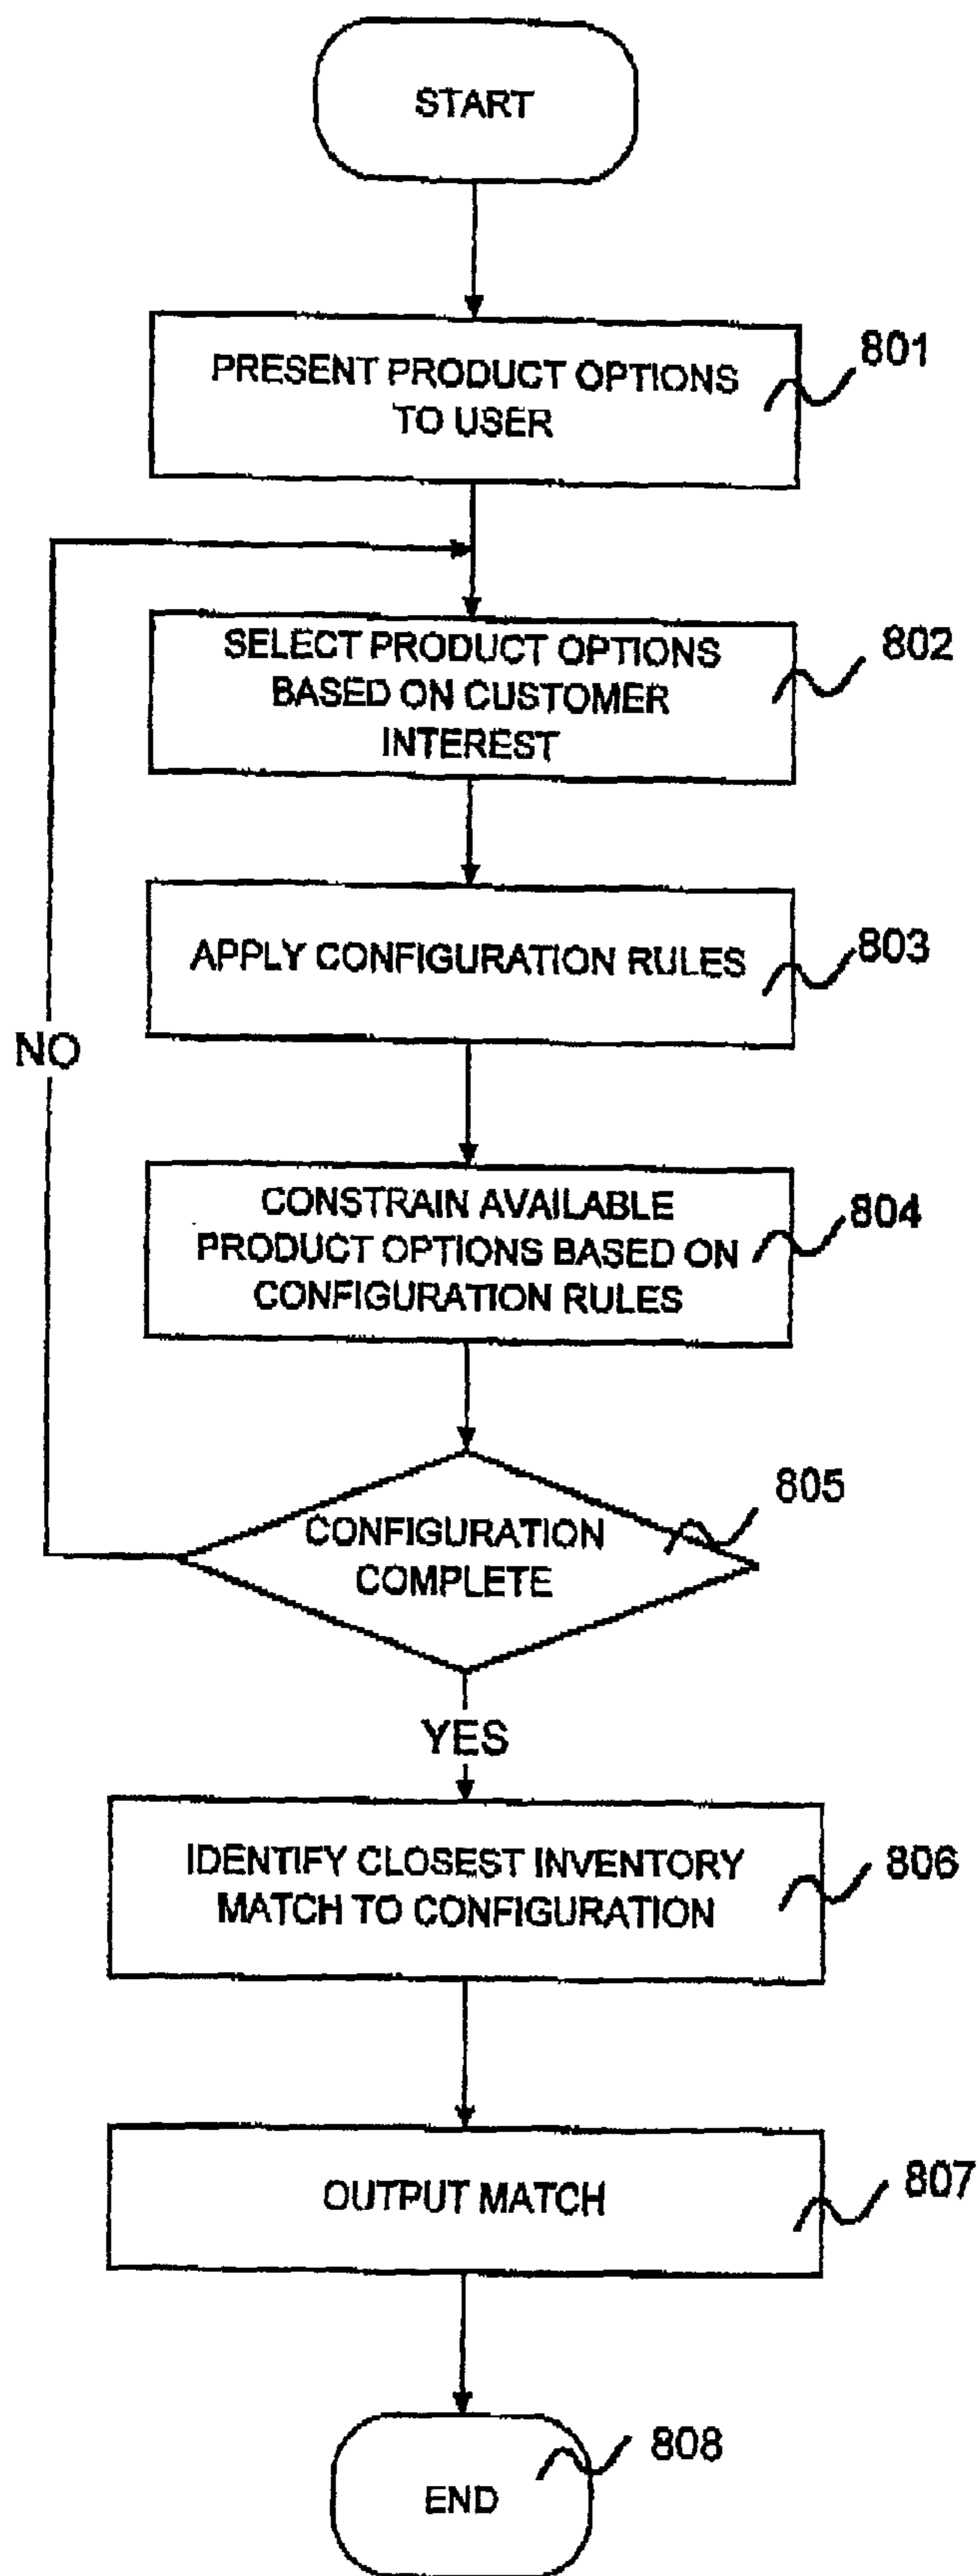 START
PRESENT PRODUCT OPTIONS
TO USER
801
SELECT PRODUCT OPTIONS
BASED ON CUSTOMER
INTEREST
802
APPLY CONFIGURATION RULES
803
NO
CONSTRAIN AVAILABLE
PRODUCT OPTIONS BASED ON
CONFIGURATION RULES
804
CONFIGURATION
COMPLETE
805
YES
IDENTIFY CLOSEST INVENTORY
MATCH TO CONFIGURATION
806
OUTPUT MATCH
807
END
808